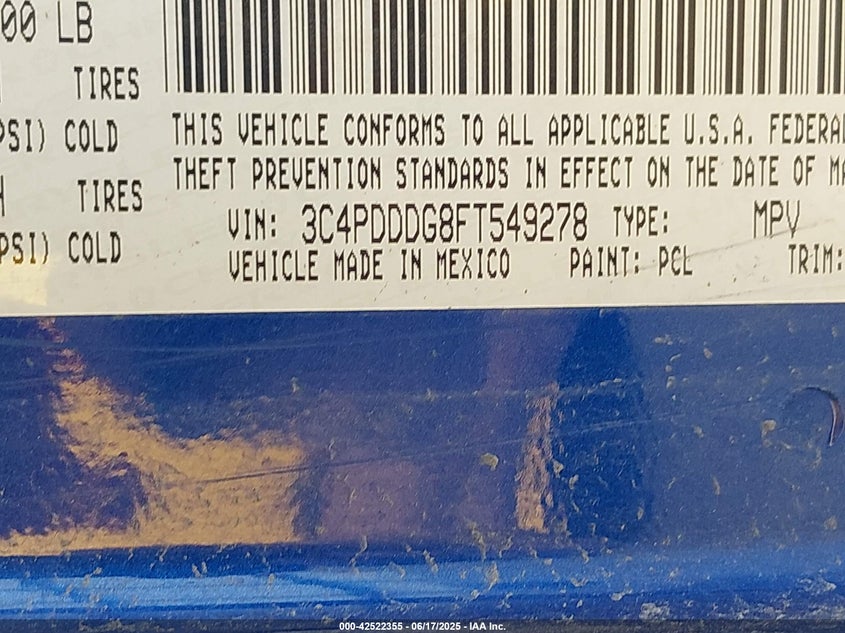 00 LB
TIRES
PSI) COLD
THIS VEHICLE CONFORMS TO ALL APPLICABLE U.S.A. FEDERAL
THEFT PREVENTION STANDARDS IN EFFECT ON THE DATE OF MA
TIRES
VIN: 3C4PDDDG8FT549278 TYPE: MPV
PSI) COLD
VEHICLE MADE IN MEXICO PAINT: PCL TRIM:
000-42522355 - 06/17/2025 - IAA Inc.